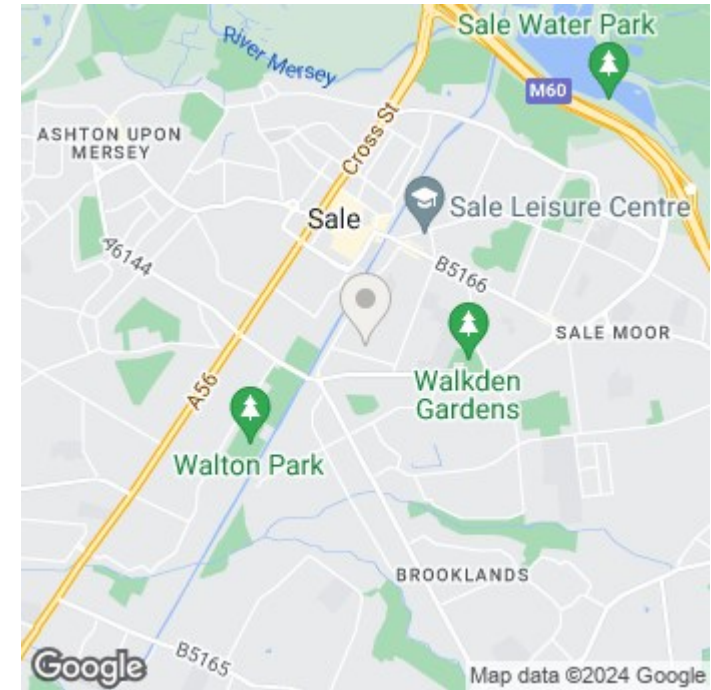 Sale Water Park
River Mersey
M60
ASHTON UPON
MERSEY
Cross St
Sale
Sale Leisure Centre
A6144
B5166
SALE MOOR
Walkden
Gardens
A56
Walton Park
BROOKLANDS
B5165
Google
Map data ©2024 Google